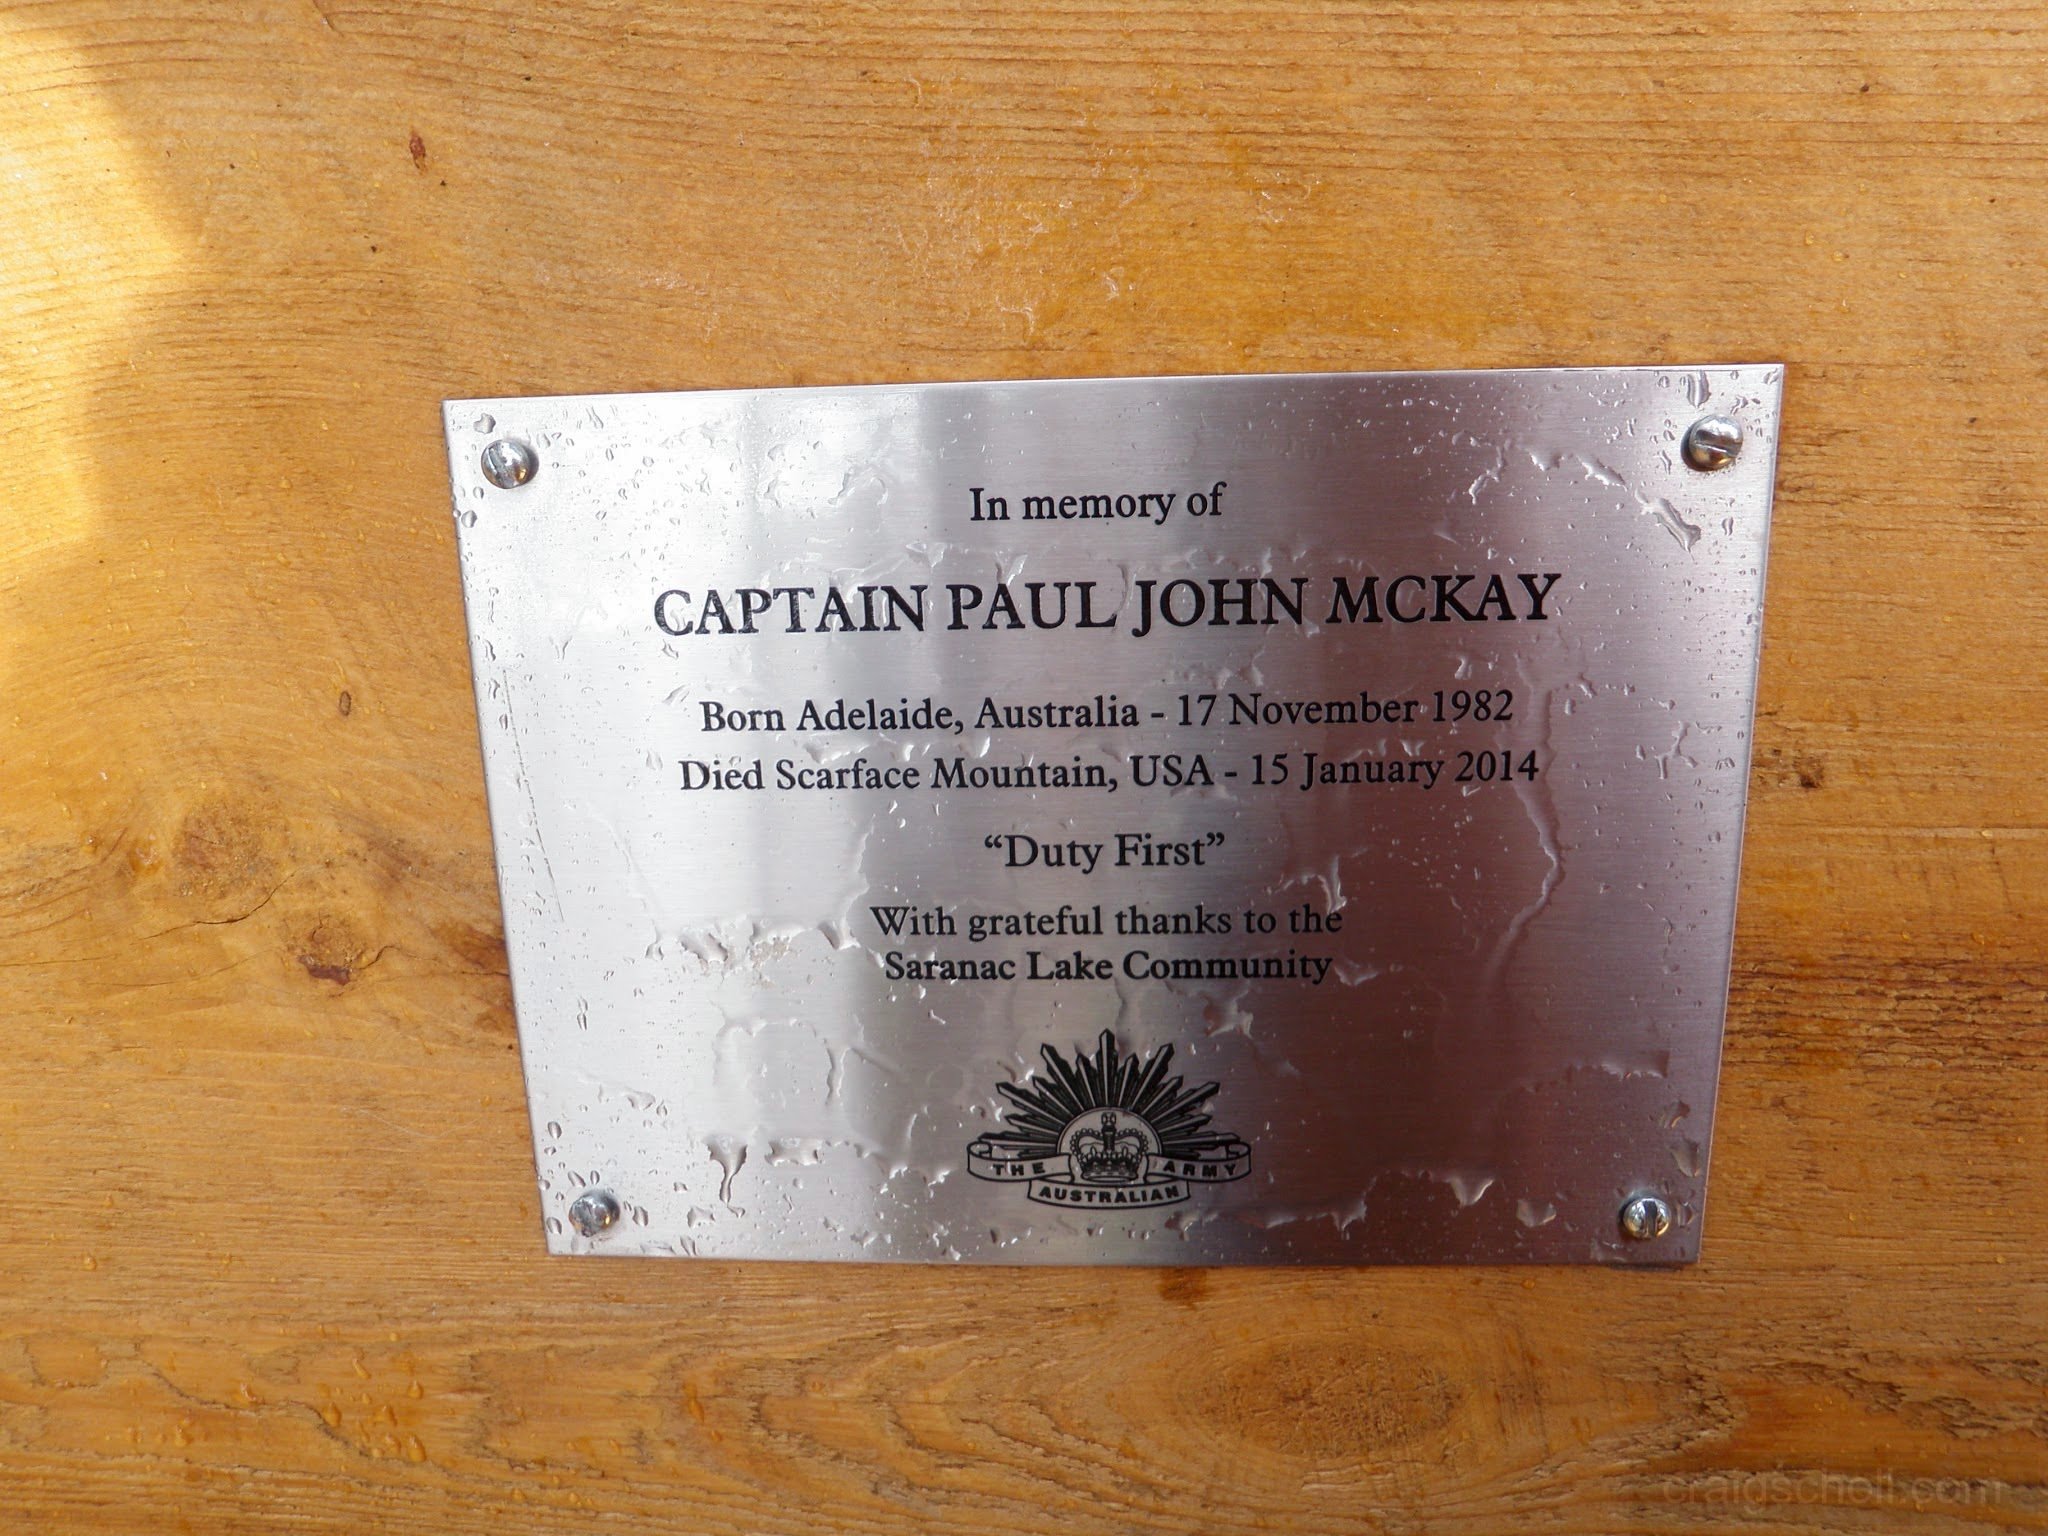 In memory of
CAPTAIN PAUL JOHN MCKAY
Born Adelaide, Australia - 17 November 1982
Died Scarface Mountain, USA - 15 January 2014
“Duty First”
With grateful thanks to the
Saranac Lake Community
THE ARMY
AUSTRALIAN
craigscholl.com